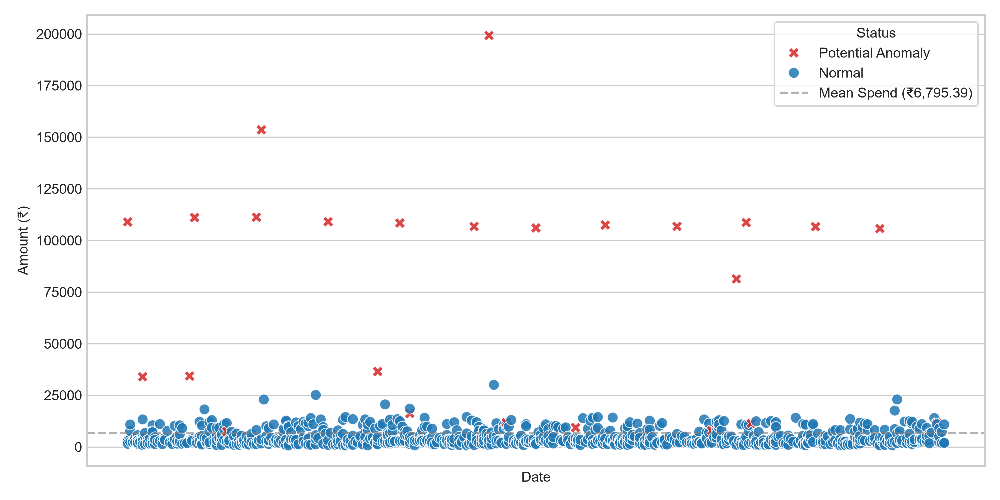 200000
175000
150000
125000
100000
75000
50000
25000
0
Amount (₹)
Date
Status
Potential Anomaly
Normal
Mean Spend (₹6,795.39)